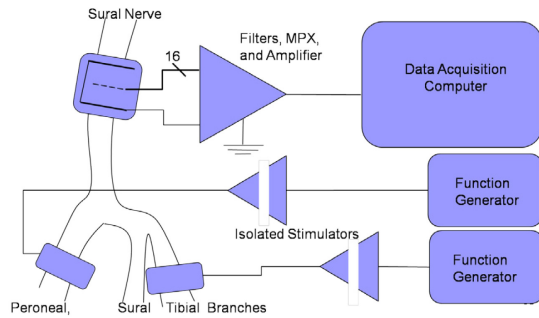 Sural Nerve
16
Filters, MPX,
and Amplifier
Data Acquisition
Computer
Function
Generator
Isolated Stimulators
Function
Generator
Peroneal, Sural Tibial Branches